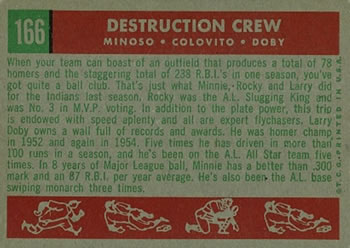 166
DESTRUCTION CREW
MINOSO • COLOVITO • DOBY
When your team can boast of an outfield that produces a total of 78
homers and the staggering total of 238 R.B.I.'s in one season, you've
got quite a ball club. That's just what Minnie, Rocky and Larry did
for the Indians last season. Rocky was the A.L. Slugging King and
was No. 3 in M.V.P. voting. In addition to the plate power, this trio
is endowed with speed aplenty and all are expert flychasers. Larry
Doby owns a wall full of records and awards. He was homer champ
in 1952 and again in 1954. Five times he has driven in more than
100 runs in a season, and he's been on the A.L. All Star team five
times. In 8 years of Major League ball, Minnie has a better than .300
mark and an 87 R.B.I. per year average. He's also been the A.L. base
swiping monarch three times.
© T.C.G. PRINTED IN U.S.A.